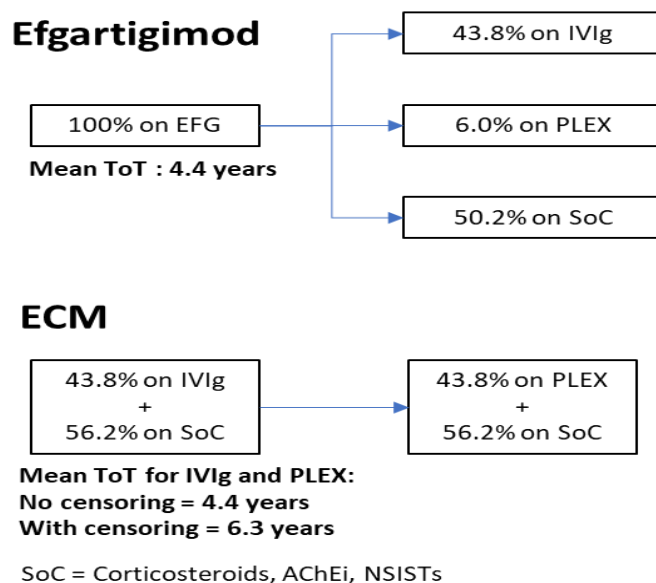 Efgartigimod
43.8% on IVIg
100% on EFG
6.0% on PLEX
Mean ToT : 4.4 years
50.2% on SoC
ECM
43.8% on IVIg
+
56.2% on SoC
43.8% on PLEX
+
56.2% on SoC
Mean ToT for IVIg and PLEX:
No censoring = 4.4 years
With censoring = 6.3 years
SoC = Corticosteroids, AChEi, NSISTs